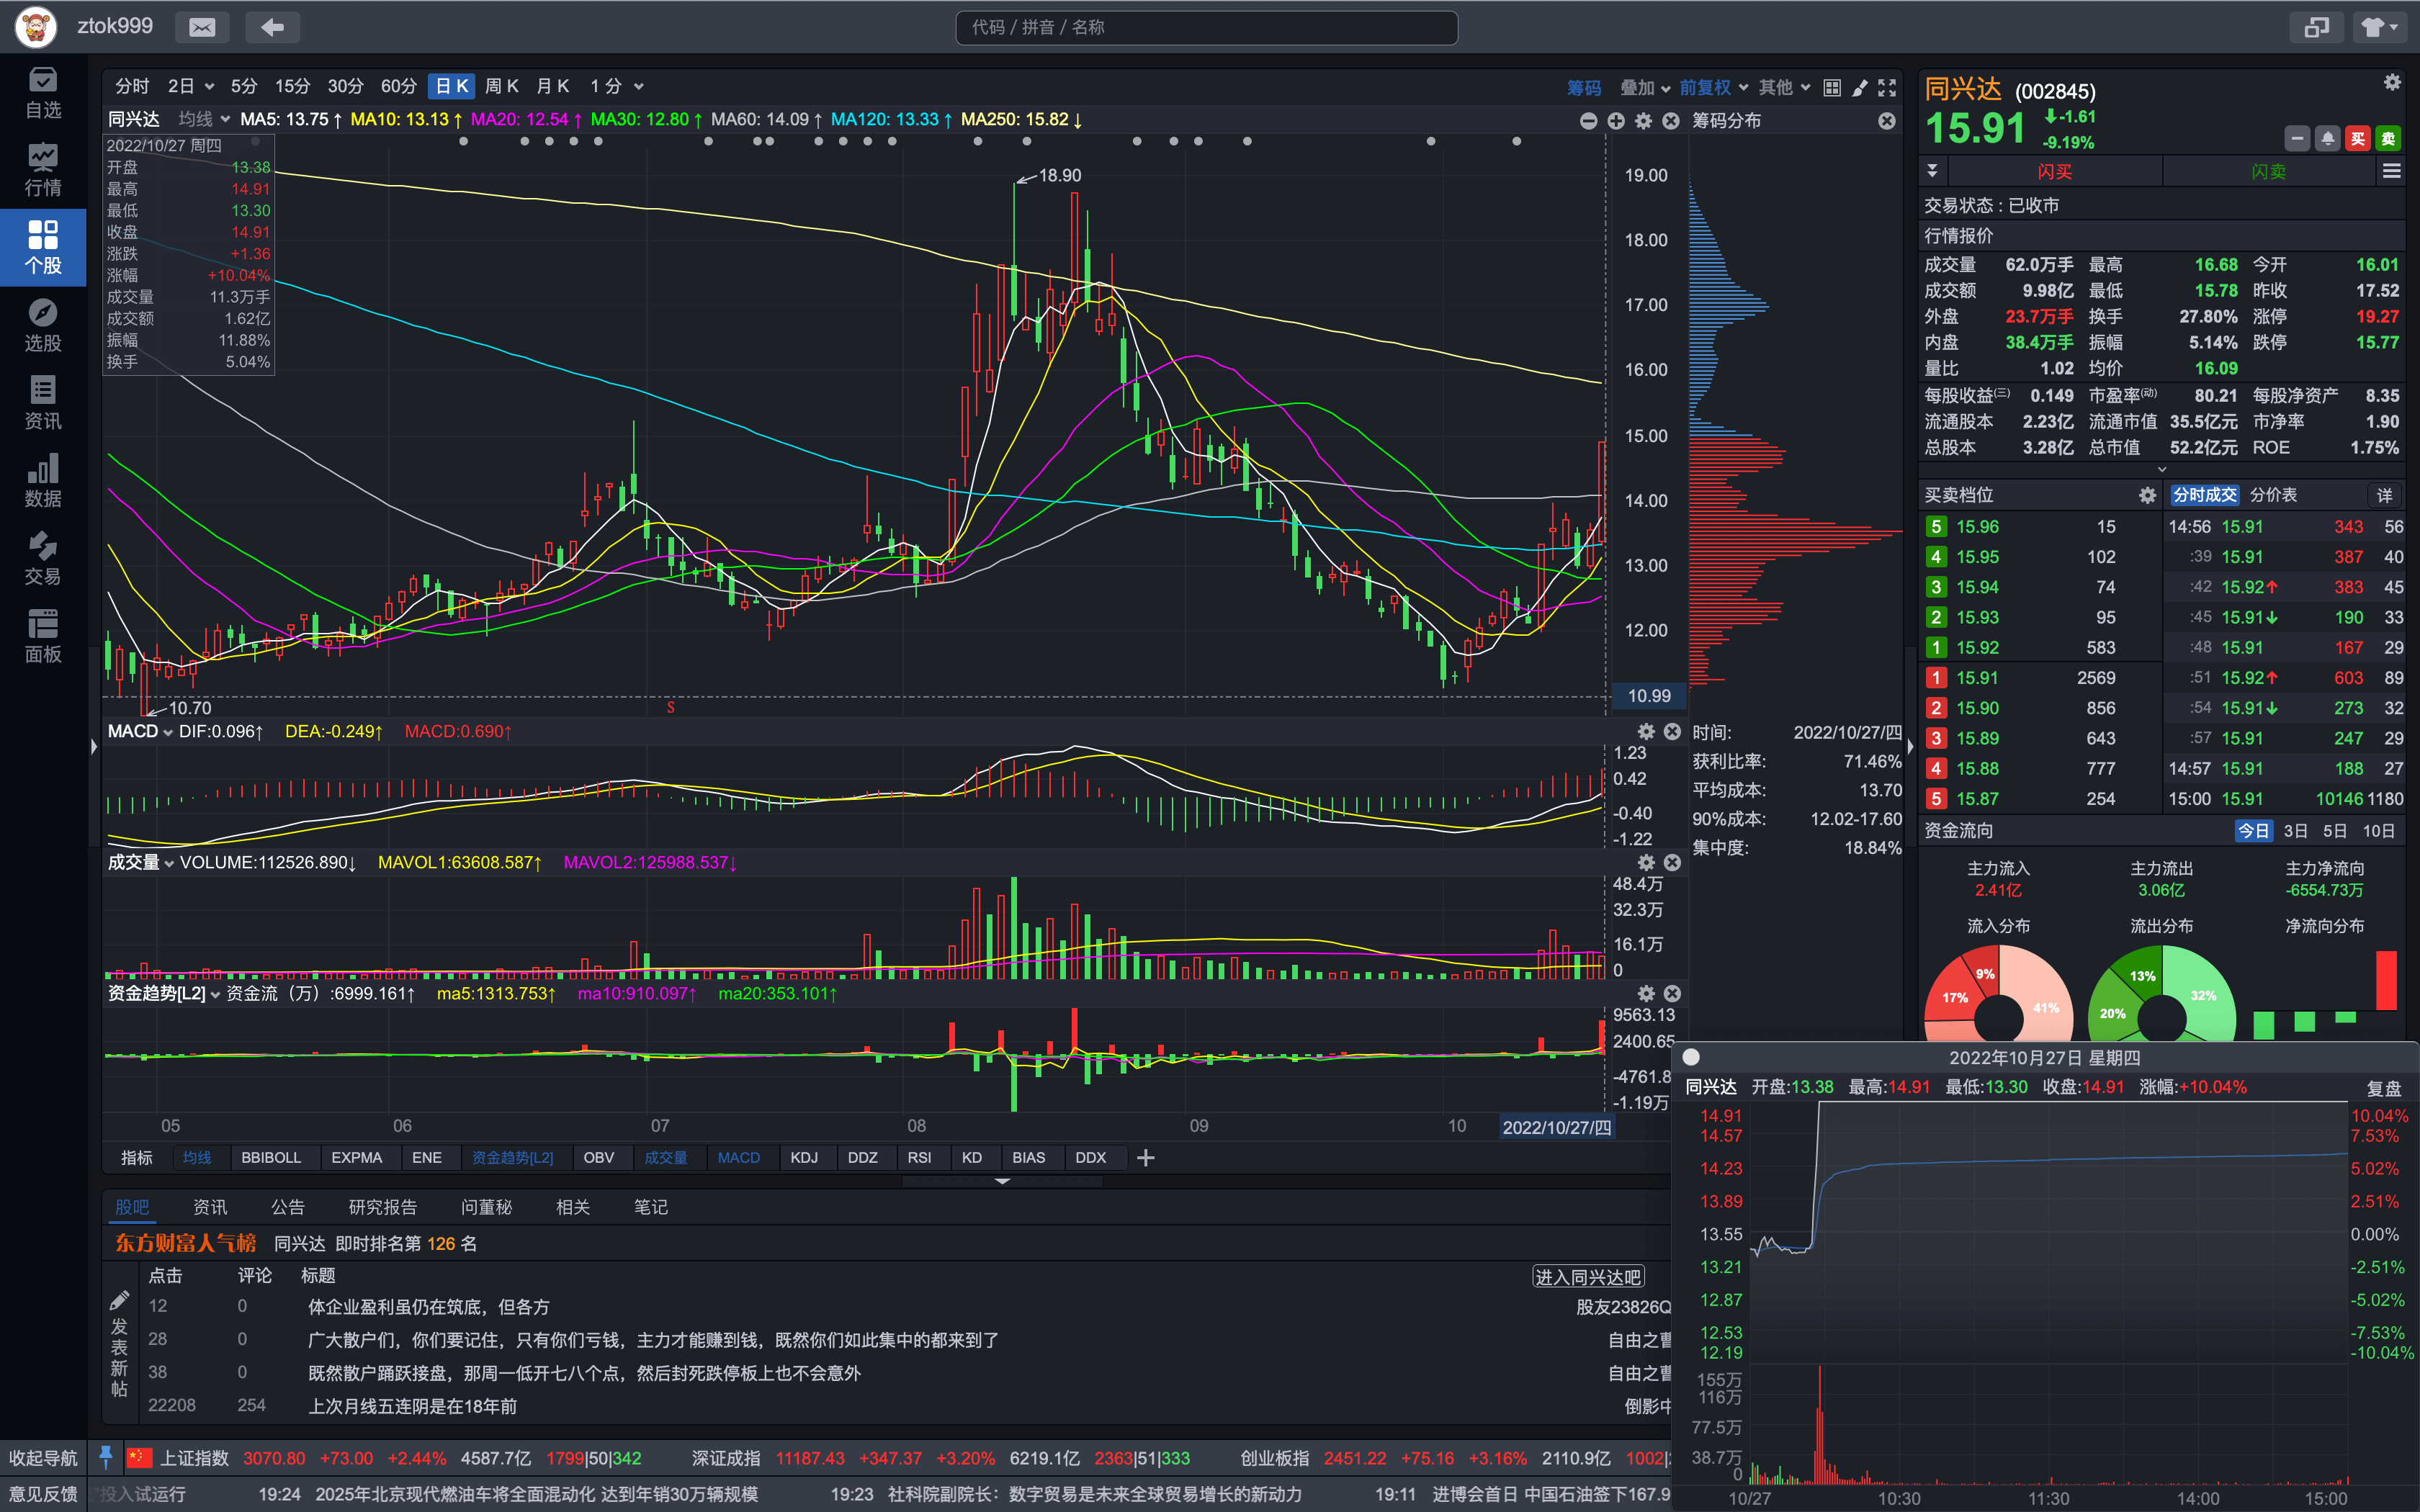 ztok999
代码 / 拼音 / 名称
自选
行情
个股
选股
资讯
数据
交易
面板
收起导航
意见反馈
分时 2日 5分 15分 30分 60分 日K 周K 月K 1分
筹码 叠加 前复权 其他
同兴达 均线 MA5: 13.75↑ MA10: 13.13↑ MA20: 12.54↑ MA30: 12.80↑ MA60: 14.09↑ MA120: 13.33↑ MA250: 15.82↓
筹码分布
2022/10/27 周四
开盘 13.38
最高 14.91
最低 13.30
收盘 14.91
涨跌 +1.36
涨幅 +10.04%
成交量 11.3万手
成交额 1.62亿
振幅 11.88%
换手 5.04%
18.90
10.70
S
19.00
18.00
17.00
16.00
15.00
14.00
13.00
12.00
10.99
MACD DIF:0.096↑ DEA:-0.249↑ MACD:0.690↑
1.23
0.42
-0.40
-1.22
成交量 VOLUME:112526.890↓ MAVOL1:63608.587↑ MAVOL2:125988.537↓
48.4万
32.3万
16.1万
0
资金趋势[L2] 资金流（万）:6999.161↑ ma5:1313.753↑ ma10:910.097↑ ma20:353.101↑
9563.13
2400.65
-4761.8
-1.19万
05 06 07 08 09 10 2022/10/27/四
时间: 2022/10/27/四
获利比率: 71.46%
平均成本: 13.70
90%成本: 12.02-17.60
集中度: 18.84%
指标 均线 BBIBOLL EXPMA ENE 资金趋势[L2] OBV 成交量 MACD KDJ DDZ RSI KD BIAS DDX
股吧 资讯 公告 研究报告 问董秘 相关 笔记
东方财富人气榜 同兴达 即时排名第 126 名
点击 评论 标题 进入同兴达吧
发表新帖
12 0 体企业盈利虽仍在筑底，但各方 股友23826Q
28 0 广大散户们，你们要记住，只有你们亏钱，主力才能赚到钱，既然你们如此集中的都来到了 自由之曹
38 0 既然散户踊跃接盘，那周一低开七八个点，然后封死跌停板上也不会意外 自由之曹
22208 254 上次月线五连阴是在18年前 倒影中
同兴达 (002845)
15.91 -1.61
-9.19%
买 卖
闪买 闪卖
交易状态 : 已收市
行情报价
成交量 62.0万手 最高 16.68 今开 16.01
成交额 9.98亿 最低 15.78 昨收 17.52
外盘 23.7万手 换手 27.80% 涨停 19.27
内盘 38.4万手 振幅 5.14% 跌停 15.77
量比 1.02 均价 16.09
每股收益(三) 0.149 市盈率(动) 80.21 每股净资产 8.35
流通股本 2.23亿 流通市值 35.5亿元 市净率 1.90
总股本 3.28亿 总市值 52.2亿元 ROE 1.75%
买卖档位 分时成交 分价表 详
5 15.96 15 14:56 15.91 343 56
4 15.95 102 :39 15.91 387 40
3 15.94 74 :42 15.92↑ 383 45
2 15.93 95 :45 15.91↓ 190 33
1 15.92 583 :48 15.91 167 29
1 15.91 2569 :51 15.92↑ 603 89
2 15.90 856 :54 15.91↓ 273 32
3 15.89 643 :57 15.91 247 29
4 15.88 777 14:57 15.91 188 27
5 15.87 254 15:00 15.91 10146 1180
资金流向 今日 3日 5日 10日
主力流入 主力流出 主力净流向
2.41亿 3.06亿 -6554.73万
流入分布 流出分布 净流向分布
9% 17% 41% 13% 20% 32%
2022年10月27日 星期四
同兴达 开盘:13.38 最高:14.91 最低:13.30 收盘:14.91 涨幅:+10.04% 复盘
14.91 10.04%
14.57 7.53%
14.23 5.02%
13.89 2.51%
13.55 0.00%
13.21 -2.51%
12.87 -5.02%
12.53 -7.53%
12.19 -10.04%
155万
116万
77.5万
38.7万
0
10/27 10:30 11:30 14:00 15:00
上证指数 3070.80 +73.00 +2.44% 4587.7亿 1799|50|342 深证成指 11187.43 +347.37 +3.20% 6219.1亿 2363|51|333 创业板指 2451.22 +75.16 +3.16% 2110.9亿 1002|
投入试运行 19:24 2025年北京现代燃油车将全面混动化 达到年销30万辆规模 19:23 社科院副院长：数字贸易是未来全球贸易增长的新动力 19:11 进博会首日 中国石油签下167.9